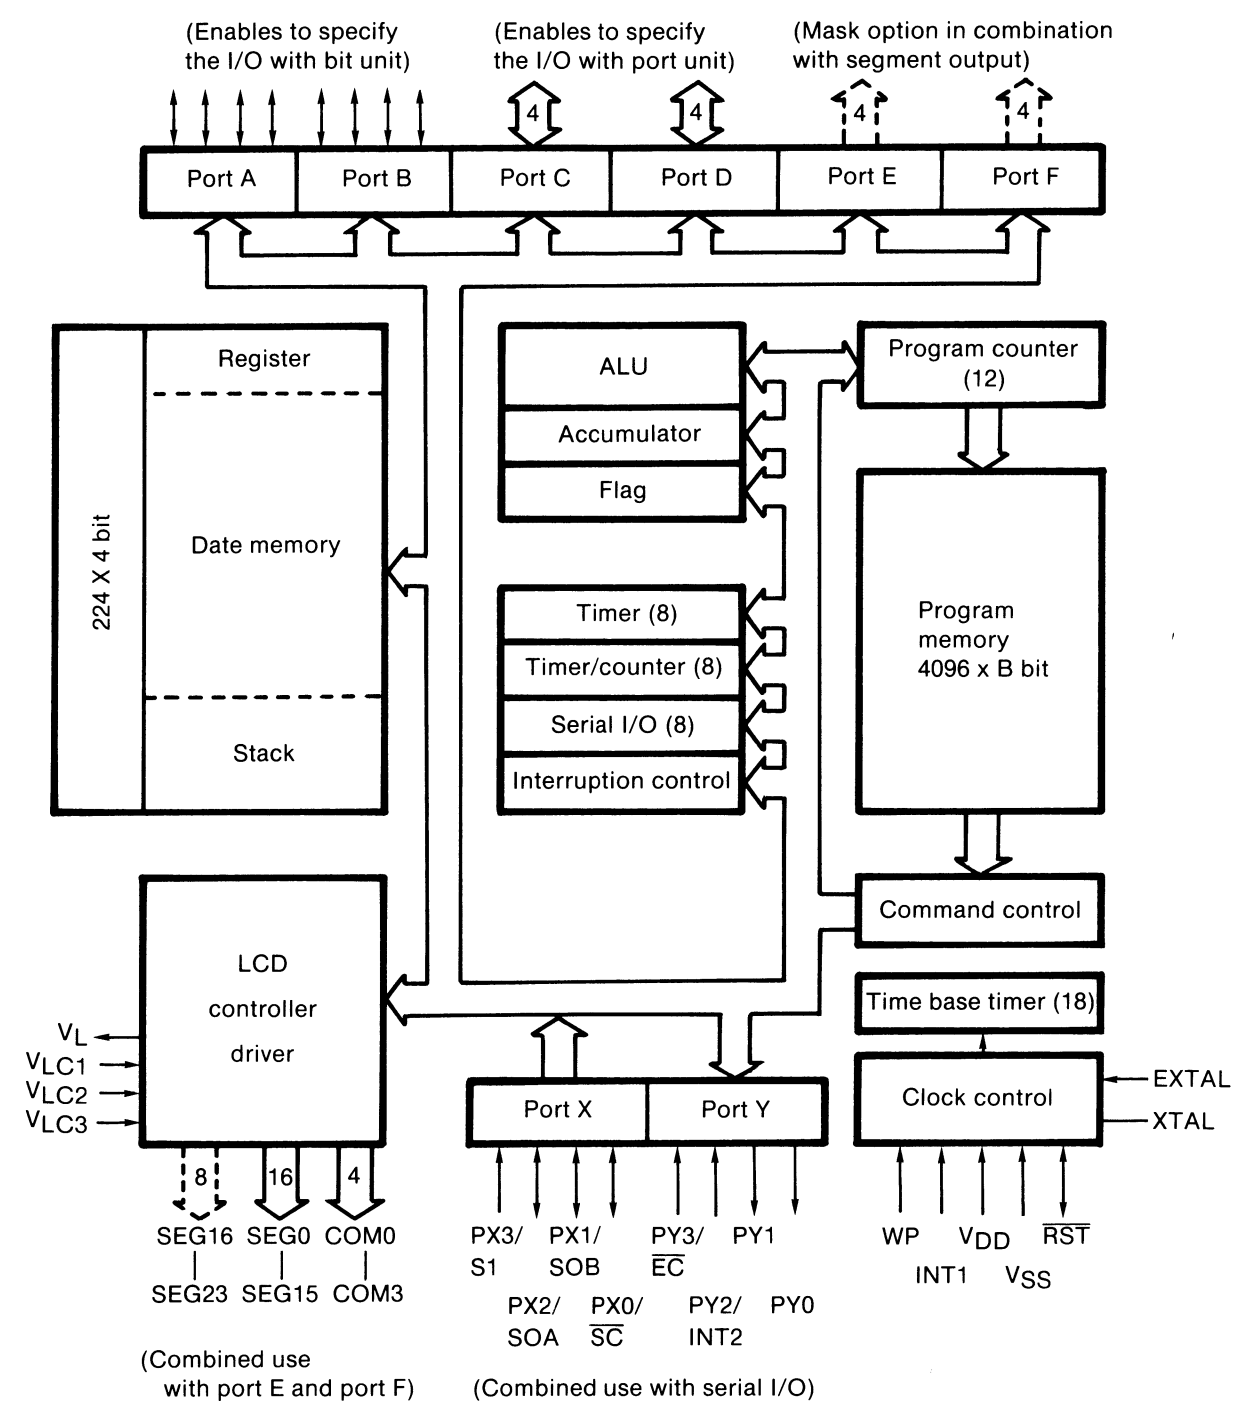 (Enables to specify
the I/O with bit unit)
(Enables to specify
the I/O with port unit)
(Mask option in combination
with segment output)
4
4
4
4
Port A
Port B
Port C
Port D
Port E
Port F
224 X 4 bit
Register
Date memory
Stack
ALU
Accumulator
Flag
Timer (8)
Timer/counter (8)
Serial I/O (8)
Interruption control
Program counter
(12)
Program
memory
4096 x B bit
Command control
Time base timer (18)
Clock control
EXTAL
XTAL
LCD
controller
driver
VL
VLC1
VLC2
VLC3
8
16
4
SEG16
SEG23
SEG0
SEG15
COM0
COM3
(Combined use
with port E and port F)
Port X
Port Y
PX3/
S1
PX2/
SOA
PX1/
SOB
PX0/
S̅C̅
PY3/
E̅C̅
PY2/
INT2
PY1
PY0
(Combined use with serial I/O)
WP
INT1
VDD
VSS
R̅S̅T̅